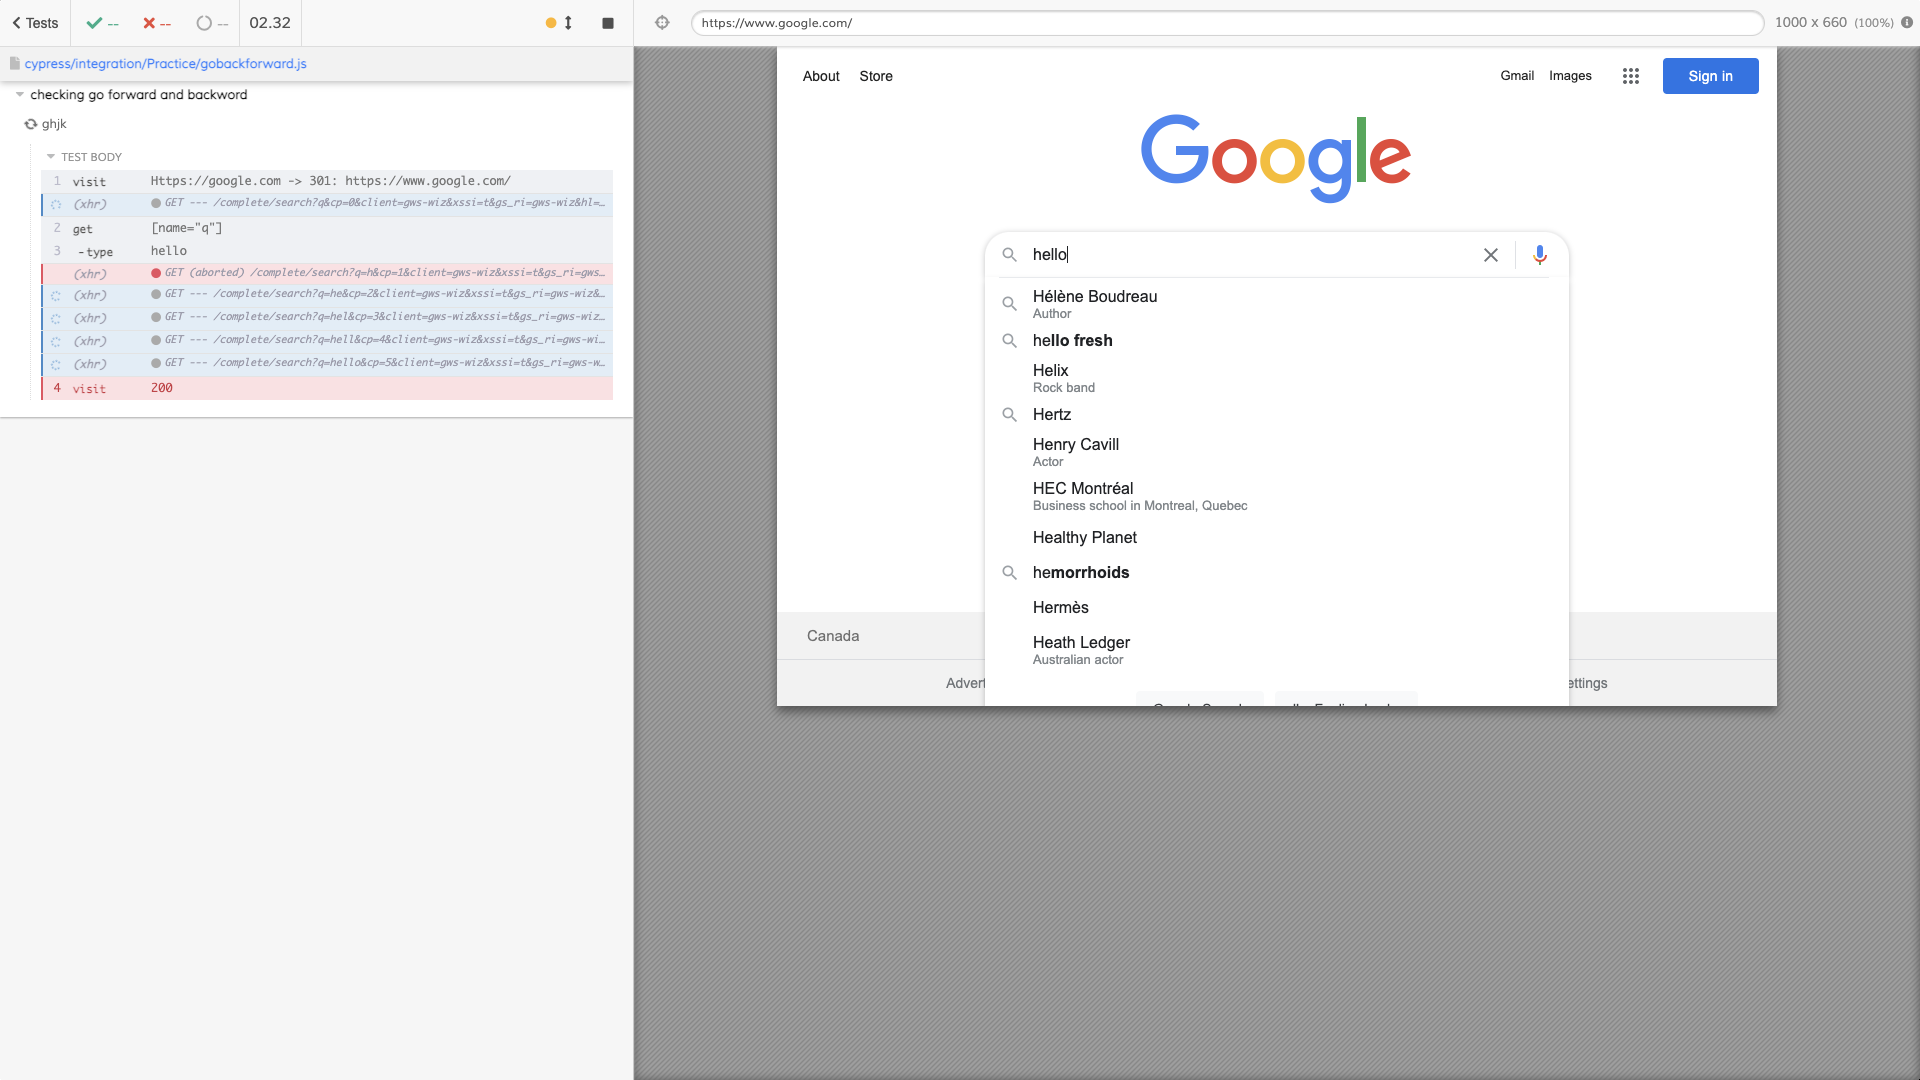 Tests -- -- -- 02.32
cypress/integration/Practice/gobackforward.js
checking go forward and backword
ghjk
TEST BODY
1 visit Https://google.com -> 301: https://www.google.com/
(xhr) GET --- /complete/search?q&cp=0&client=gws-wiz&xssi=t&gs_ri=gws-wiz&hl=…
2 get [name="q"]
3 -type hello
(xhr) GET (aborted) /complete/search?q=h&cp=1&client=gws-wiz&xssi=t&gs_ri=gws…
(xhr) GET --- /complete/search?q=he&cp=2&client=gws-wiz&xssi=t&gs_ri=gws-wiz&…
(xhr) GET --- /complete/search?q=hel&cp=3&client=gws-wiz&xssi=t&gs_ri=gws-wiz…
(xhr) GET --- /complete/search?q=hell&cp=4&client=gws-wiz&xssi=t&gs_ri=gws-wi…
(xhr) GET --- /complete/search?q=hello&cp=5&client=gws-wiz&xssi=t&gs_ri=gws-w…
4 visit 200
https://www.google.com/ 1000 x 660 (100%)
About Store Gmail Images Sign in
Google
hello
Hélène Boudreau
Author
hello fresh
Helix
Rock band
Hertz
Henry Cavill
Actor
HEC Montréal
Business school in Montreal, Quebec
Healthy Planet
hemorrhoids
Hermès
Heath Ledger
Australian actor
Canada
Advert ettings